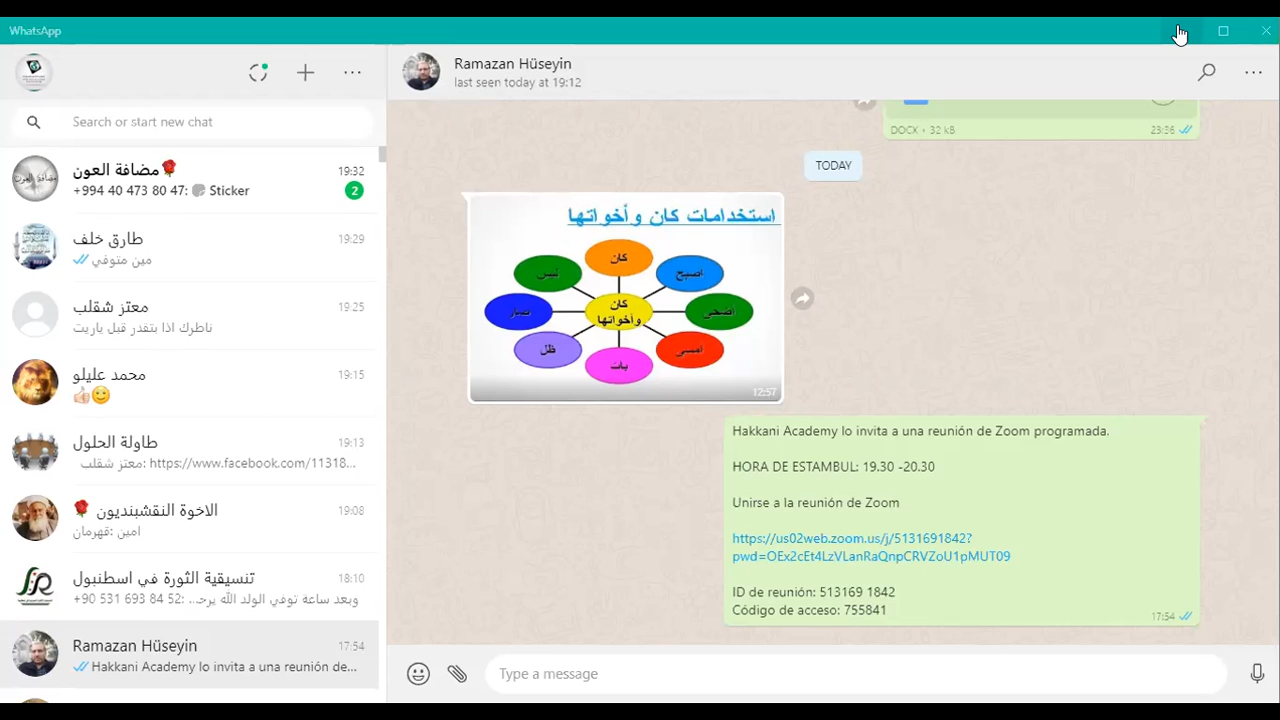 WhatsApp
Search or start new chat
مضافة العون🌹
19:32
+994 40 473 80 47: Sticker
2
طارق خلف
19:29
مين متوفي
معتز شقلب
19:25
ناطرك اذا بتقدر قبل ياريت
محمد عليلو
19:15
👍🙂
طاولة الحلول
19:13
معتز شقلب: https://www.facebook.com/11318...
الاخوة النقشبنديون 🌹
19:08
امين :قهرمان
تنسيقية الثورة في اسطنبول
18:10
+90 531 693 84 52: وبعد ساعة توفي الولد الله يرحـ...
Ramazan Hüseyin
17:54
Hakkani Academy lo invita a una reunión de...
Ramazan Hüseyin
last seen today at 19:12
DOCX • 32 kB
23:36
TODAY
استخدامات كان وأخواتها
كان
ليس
اصبح
صار
كان وأخواتها
أضحى
ظل
امسى
بات
12:57
Hakkani Academy lo invita a una reunión de Zoom programada.
HORA DE ESTAMBUL: 19.30 -20.30
Unirse a la reunión de Zoom
https://us02web.zoom.us/j/5131691842?
pwd=OEx2cEt4LzVLanRaQnpCRVZoU1pMUT09
ID de reunión: 513169 1842
Código de acceso: 755841
17:54
Type a message